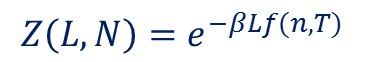 Z(L, N) = e^{-βLf(n,T)}